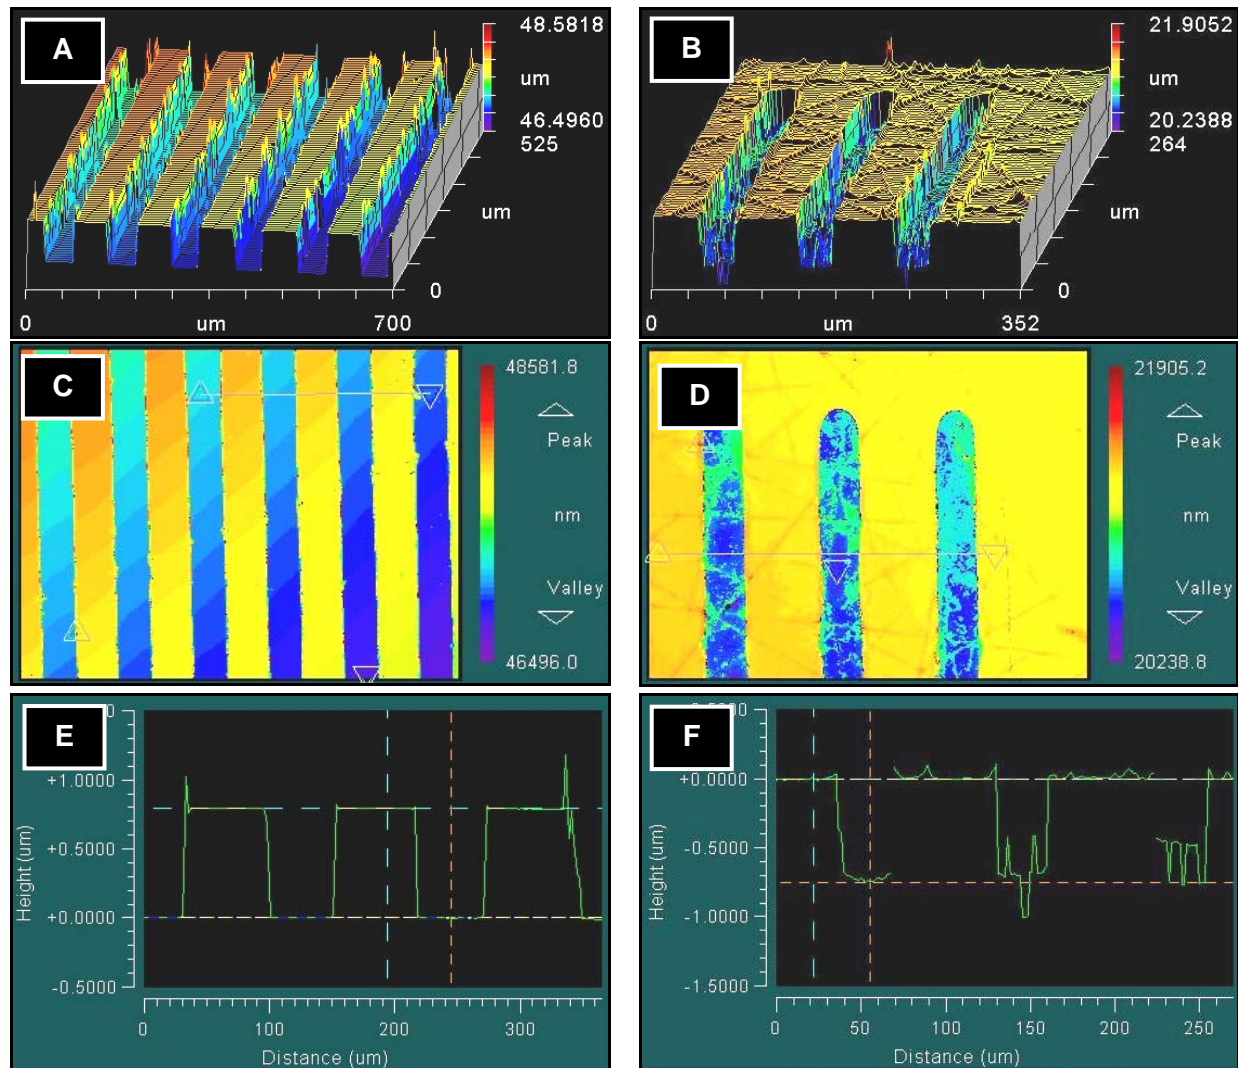 A
48.5818
um
46.4960
525
um
0
0
um
700
B
21.9052
um
20.2388
264
um
0
0
um
352
C
48581.8
Peak
nm
Valley
46496.0
D
21905.2
Peak
nm
Valley
20238.8
E
0
+1.0000
+0.5000
+0.0000
-0.5000
Height (um)
0
100
200
300
Distance (um)
F
+0.0000
-0.5000
-1.0000
-1.5000
Height (um)
0
50
100
150
200
250
Distance (um)